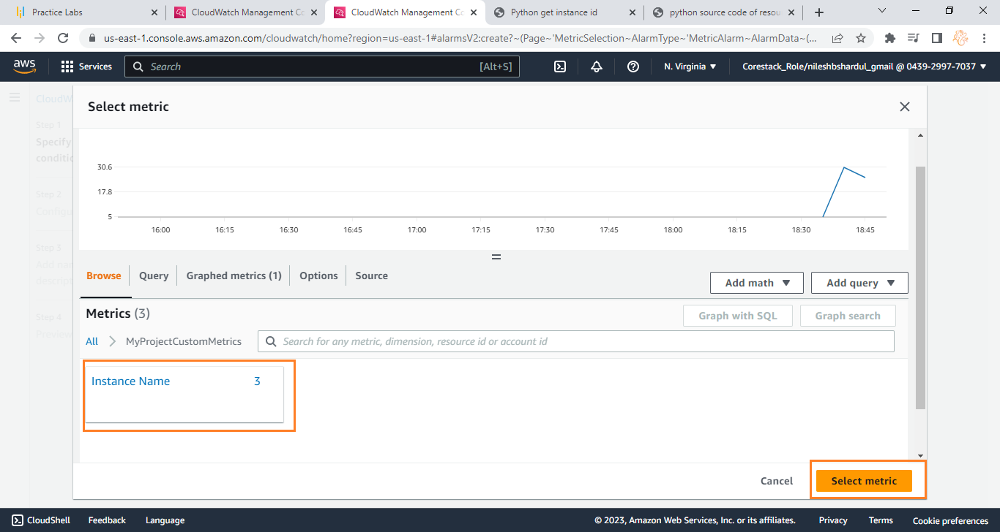 Practice Labs
CloudWatch Management Co
CloudWatch Management Co
Python get instance id
python source code of resou
us-east-1.console.aws.amazon.com/cloudwatch/home?region=us-east-1#alarmsV2:create?~(Page~'MetricSelection~AlarmType~'MetricAlarm~AlarmData~(...
aws
Services
Search
[Alt+S]
N. Virginia
Corestack_Role/nileshbshardul_gmail @ 0439-2997-7037
CloudW
Step 1
Specify
conditio
Step 2
Configu
Step 3
Add nam
descript
Step 4
Preview
Select metric
30.6
17.8
5
16:00 16:15 16:30 16:45 17:00 17:15 17:30 17:45 18:00 18:15 18:30 18:45
Browse
Query
Graphed metrics (1)
Options
Source
Add math
Add query
Metrics (3)
Graph with SQL
Graph search
All
MyProjectCustomMetrics
Search for any metric, dimension, resource id or account id
Instance Name 3
Cancel
Select metric
CloudShell
Feedback
Language
© 2023, Amazon Web Services, Inc. or its affiliates.
Privacy
Terms
Cookie preferences